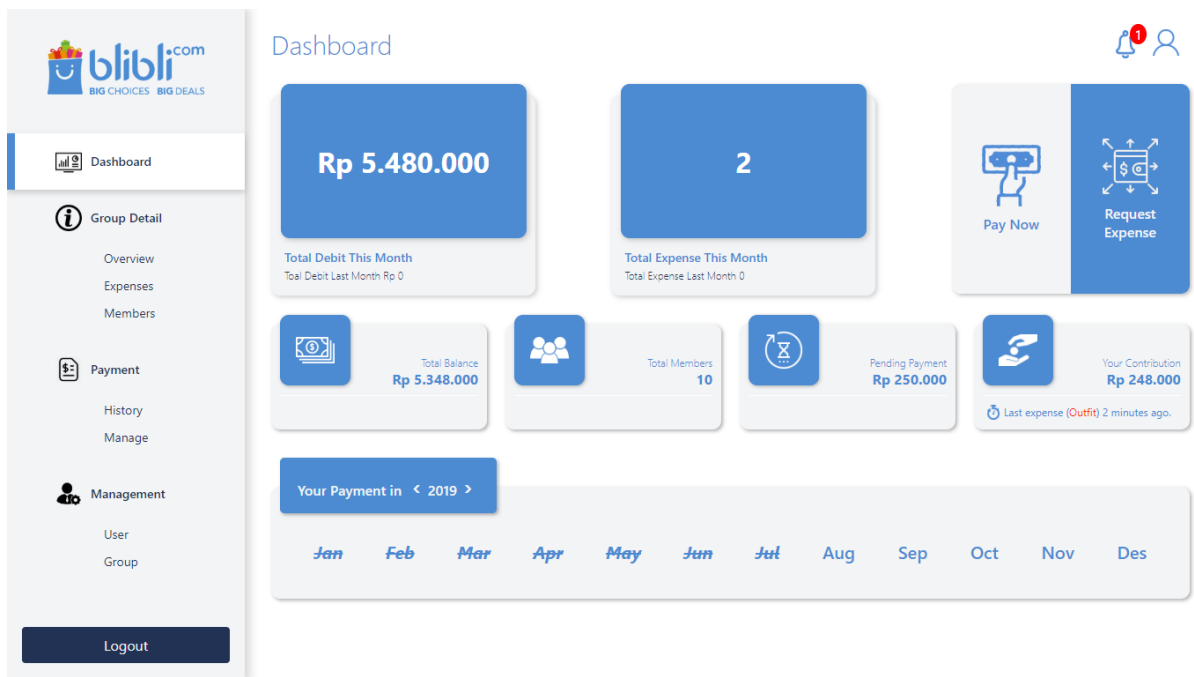 blibli.com
BIG CHOICES BIG DEALS
Dashboard
Group Detail
Overview
Expenses
Members
Payment
History
Manage
Management
User
Group
Logout
Dashboard
1
Rp 5.480.000
Total Debit This Month
Toal Debit Last Month Rp 0
2
Total Expense This Month
Total Expense Last Month 0
Pay Now
Request
Expense
Total Balance
Rp 5.348.000
Total Members
10
Pending Payment
Rp 250.000
Your Contribution
Rp 248.000
Last expense (Outfit) 2 minutes ago.
Your Payment in < 2019 >
Jan Feb Mar Apr May Jun Jul Aug Sep Oct Nov Des